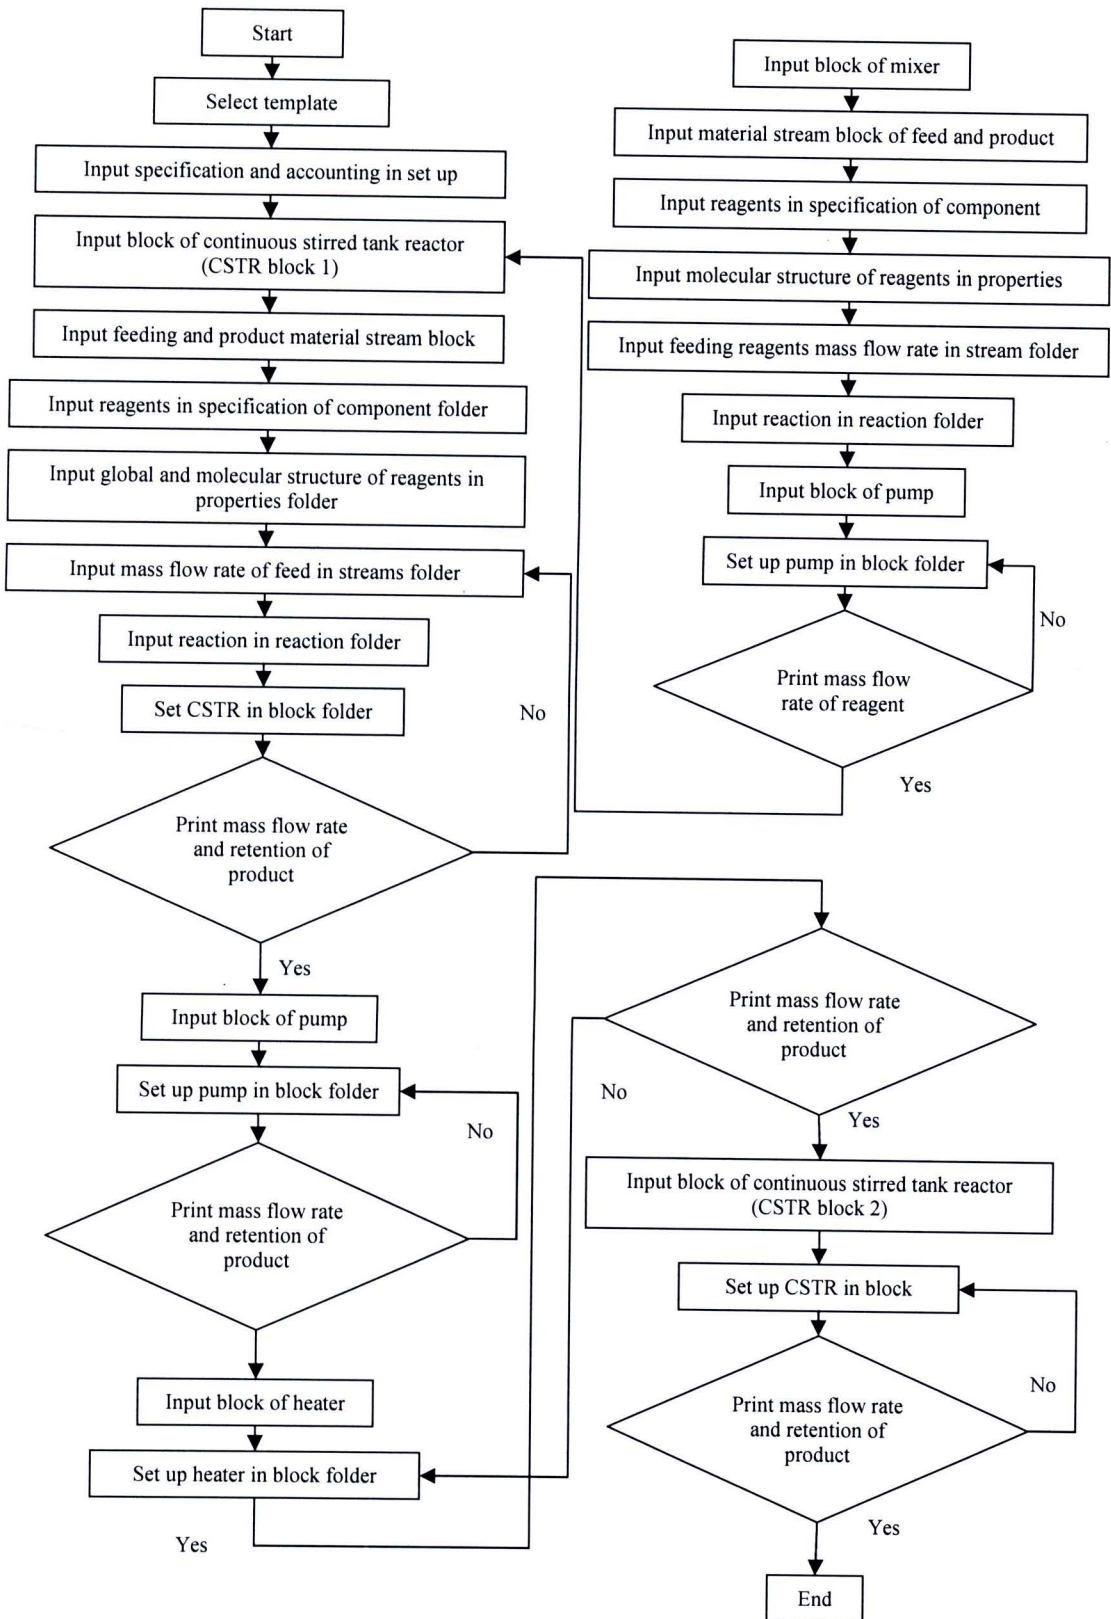 Start
Select template
Input specification and accounting in set up
Input block of continuous stirred tank reactor
(CSTR block 1)
Input feeding and product material stream block
Input reagents in specification of component folder
Input global and molecular structure of reagents in
properties folder
Input mass flow rate of feed in streams folder
Input reaction in reaction folder
Set CSTR in block folder
No
Print mass flow rate
and retention of
product
Yes
Input block of pump
Set up pump in block folder
No
Print mass flow rate
and retention of
product
Input block of heater
Set up heater in block folder
Yes
Input block of mixer
Input material stream block of feed and product
Input reagents in specification of component
Input molecular structure of reagents in properties
Input feeding reagents mass flow rate in stream folder
Input reaction in reaction folder
Input block of pump
Set up pump in block folder
No
Print mass flow
rate of reagent
Yes
Print mass flow rate
and retention of
product
No
Yes
Input block of continuous stirred tank reactor
(CSTR block 2)
Set up CSTR in block
No
Print mass flow rate
and retention of
product
Yes
End